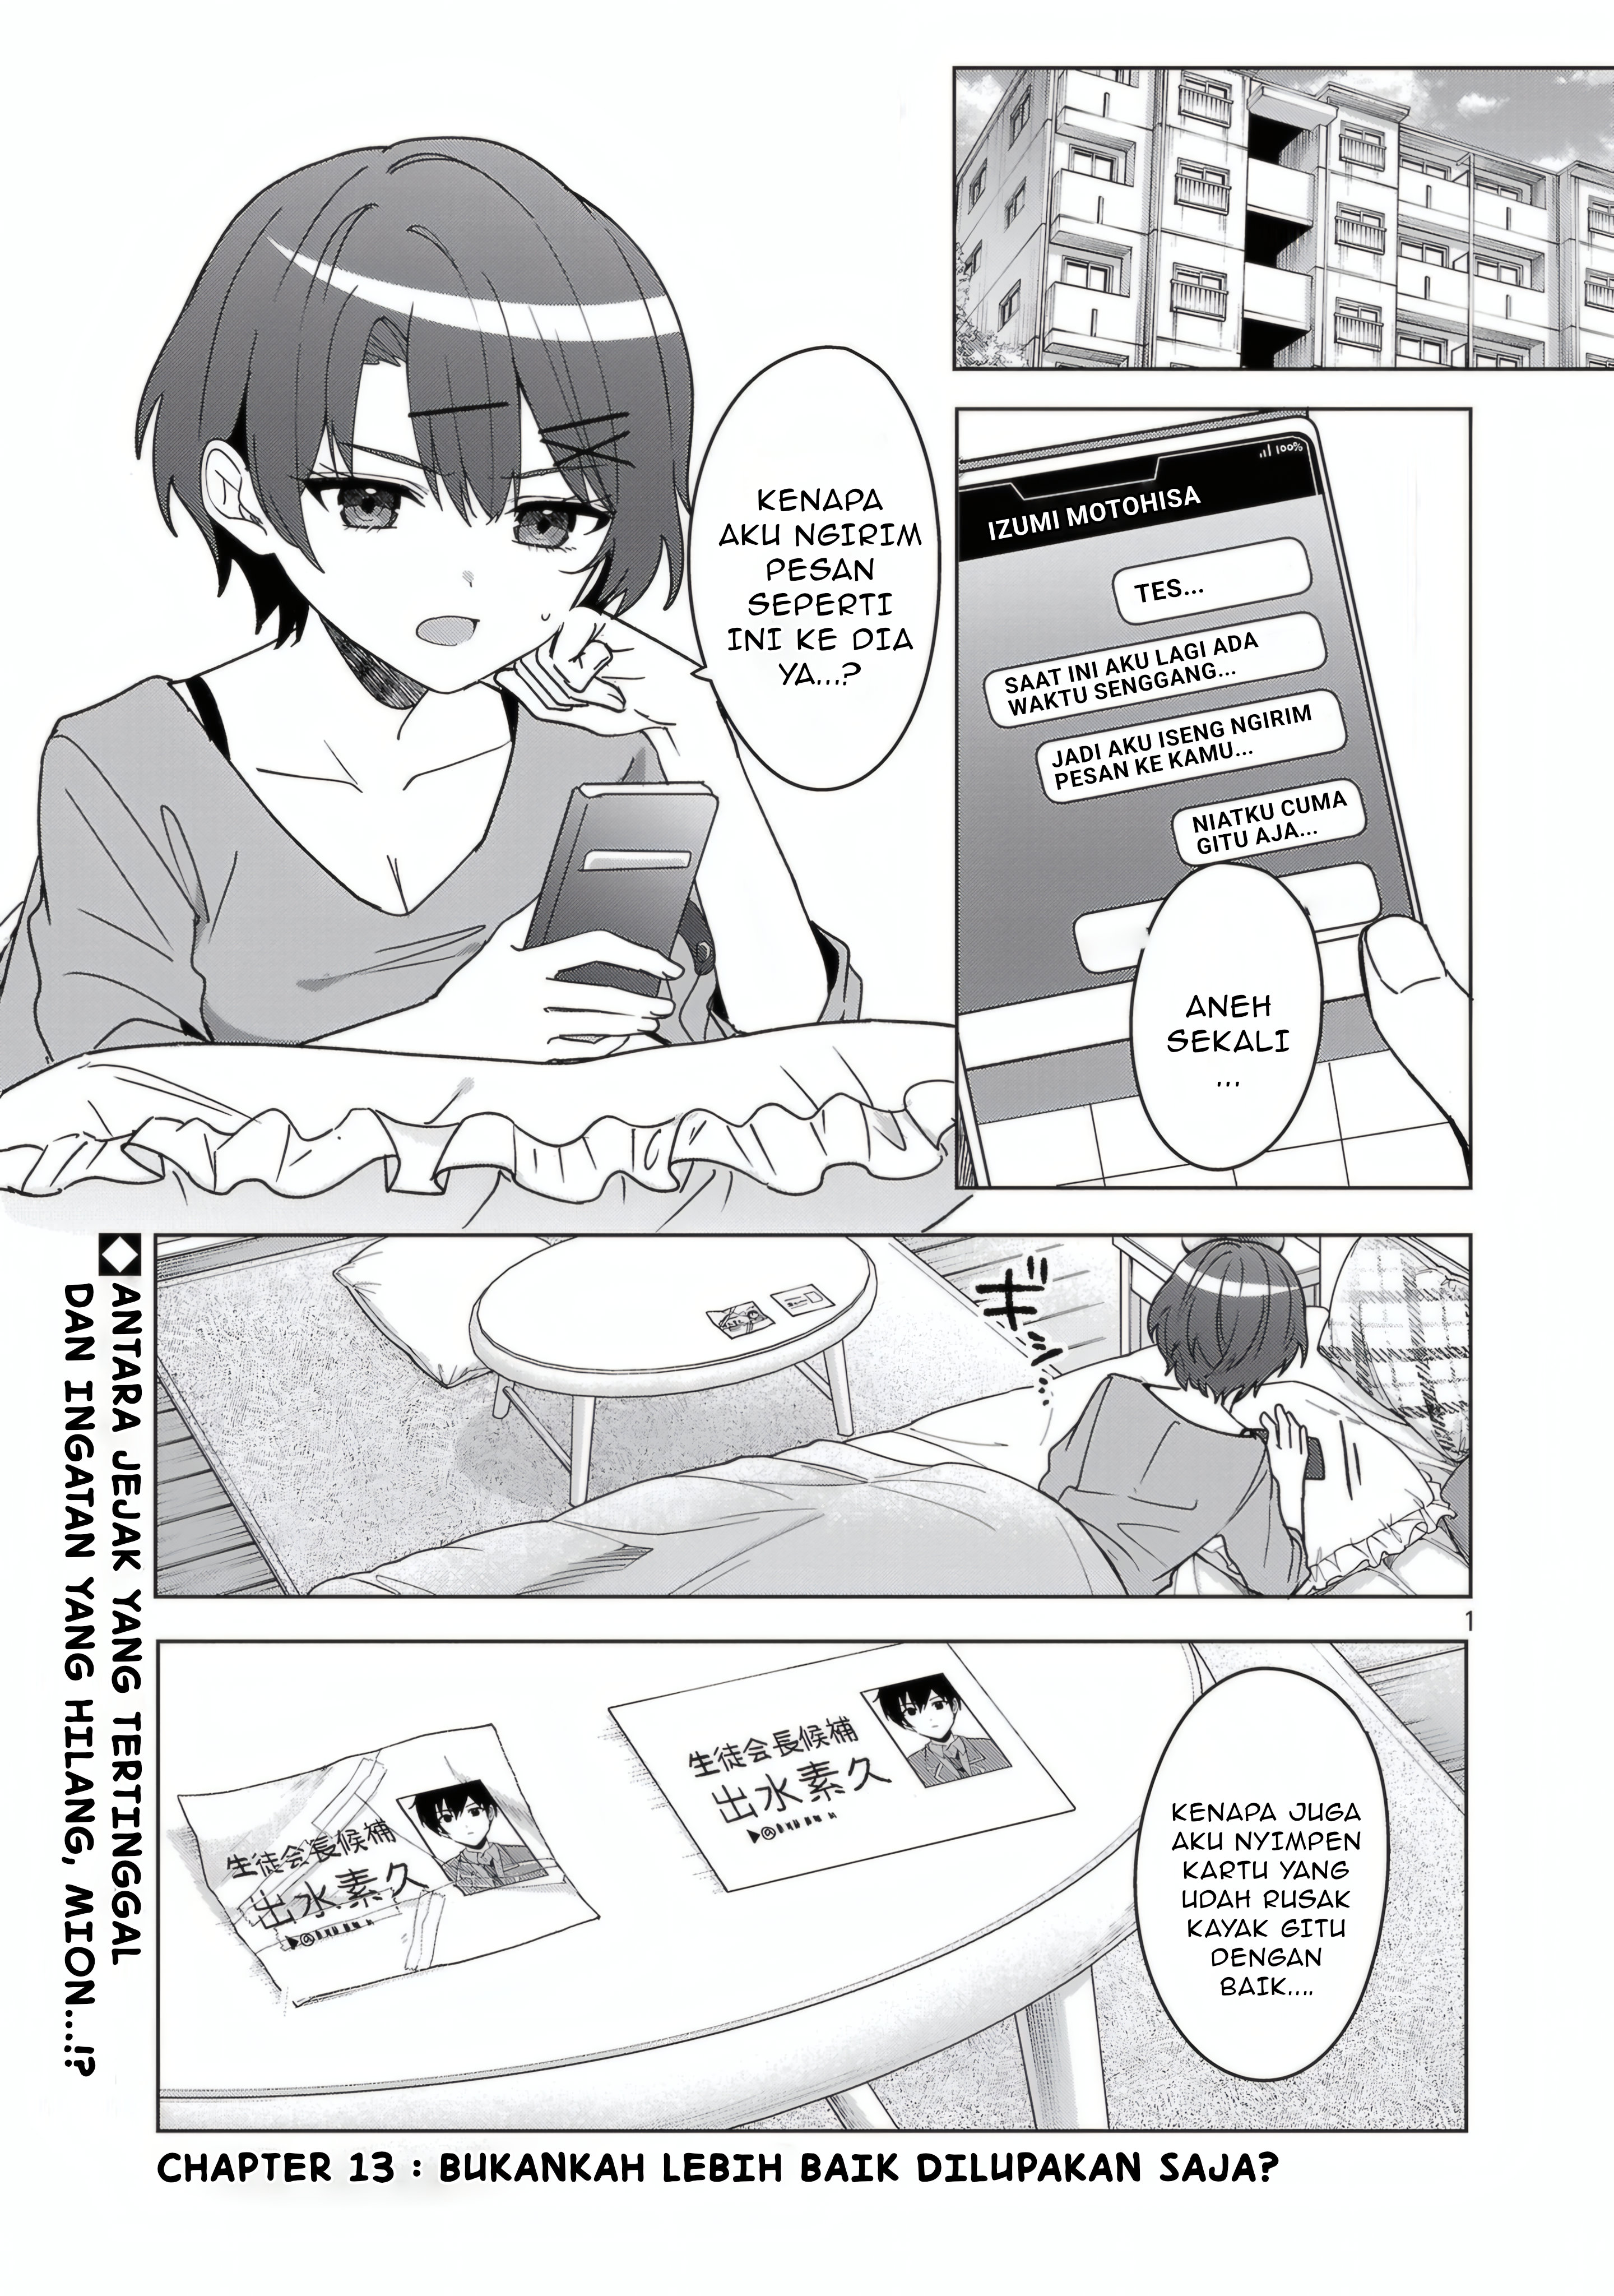 100%
IZUMI MOTOHISA
TES...
SAAT INI AKU LAGI ADA
WAKTU SENGGANG...
JADI AKU ISENG NGIRIM
PESAN KE KAMU...
NIATKU CUMA
GITU AJA...
ANEH
SEKALI
...
KENAPA
AKU NGIRIM
PESAN
SEPERTI
INI KE DIA
YA...?
ギ
1
生徒会長候補
出水素久
生徒会長候補
出水素久
KENAPA JUGA
AKU NYIMPEN
KARTU YANG
UDAH RUSAK
KAYAK GITU
DENGAN
BAIK....
ANTARA JEJAK YANG TERTINGGAL
DAN INGATAN YANG HILANG, MION...!?
CHAPTER 13 : BUKANKAH LEBIH BAIK DILUPAKAN SAJA?